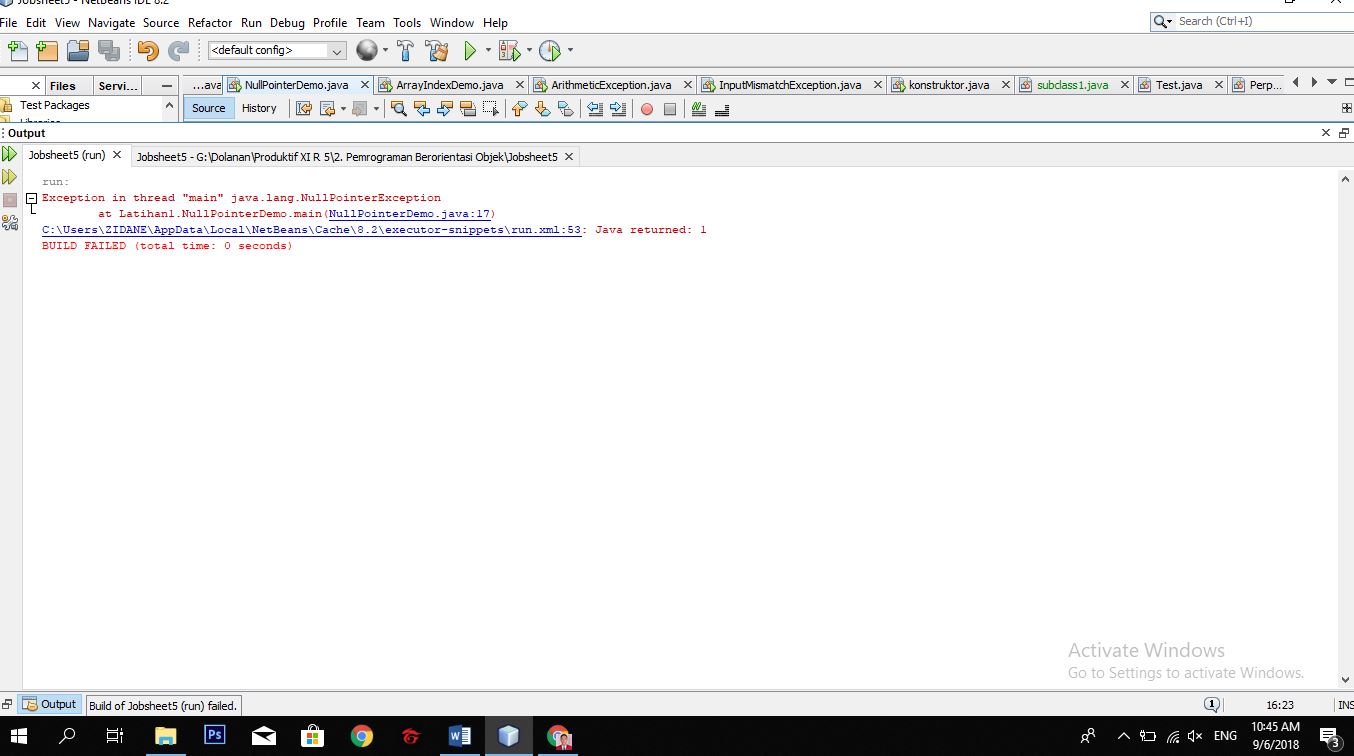 Jobsheet5 - NetBeans IDE 8.2
File Edit View Navigate Source Refactor Run Debug Profile Team Tools Window Help
Search (Ctrl+I)
<default config>
Files Servi... ...ava NullPointerDemo.java ArrayIndexDemo.java ArithmeticException.java InputMismatchException.java konstruktor.java subclass1.java Test.java Perp...
Test Packages
Libraries
Source History
Output
Jobsheet5 (run) Jobsheet5 - G:\Dolanan\Produktif XI R 5\2. Pemrograman Berorientasi Objek\Jobsheet5
run:
Exception in thread "main" java.lang.NullPointerException
at Latihan1.NullPointerDemo.main(NullPointerDemo.java:17)
C:\Users\ZIDANE\AppData\Local\NetBeans\Cache\8.2\executor-snippets\run.xml:53: Java returned: 1
BUILD FAILED (total time: 0 seconds)
Activate Windows
Go to Settings to activate Windows.
Output Build of Jobsheet5 (run) failed. 1 16:23 INS
Ps ENG 10:45 AM 3
9/6/2018